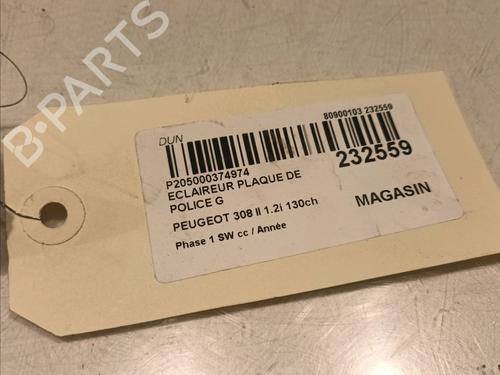 B-PARTS
DUN
80900103 232559
P205000374974
ECLAIREUR PLAQUE DE
POLICE G
232559
PEUGEOT 308 II 1.2i 130ch
MAGASIN
Phase 1 SW cc / Année